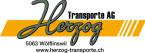 Transporte AG
Herzog
5063 Wölflinswil
www.herzog-transporte.ch